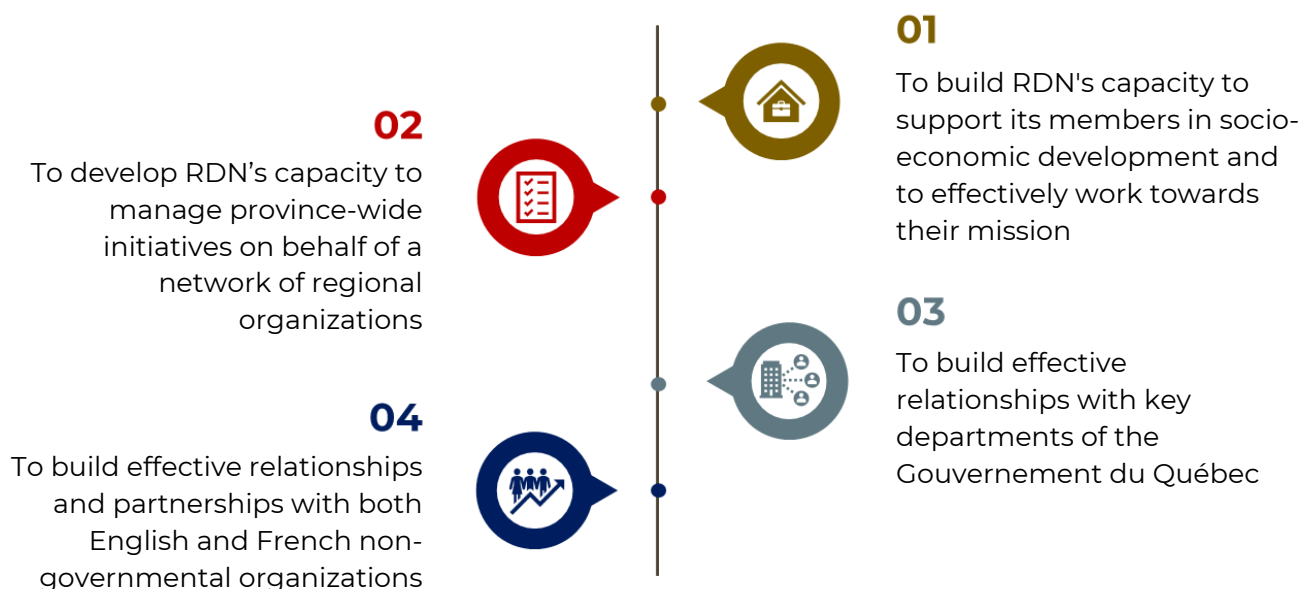 01
To build RDN's capacity to
support its members in socio-
economic development and
to effectively work towards
their mission
02
To develop RDN’s capacity to
manage province-wide
initiatives on behalf of a
network of regional
organizations
03
To build effective
relationships with key
departments of the
Gouvernement du Québec
04
To build effective relationships
and partnerships with both
English and French non-
governmental organizations